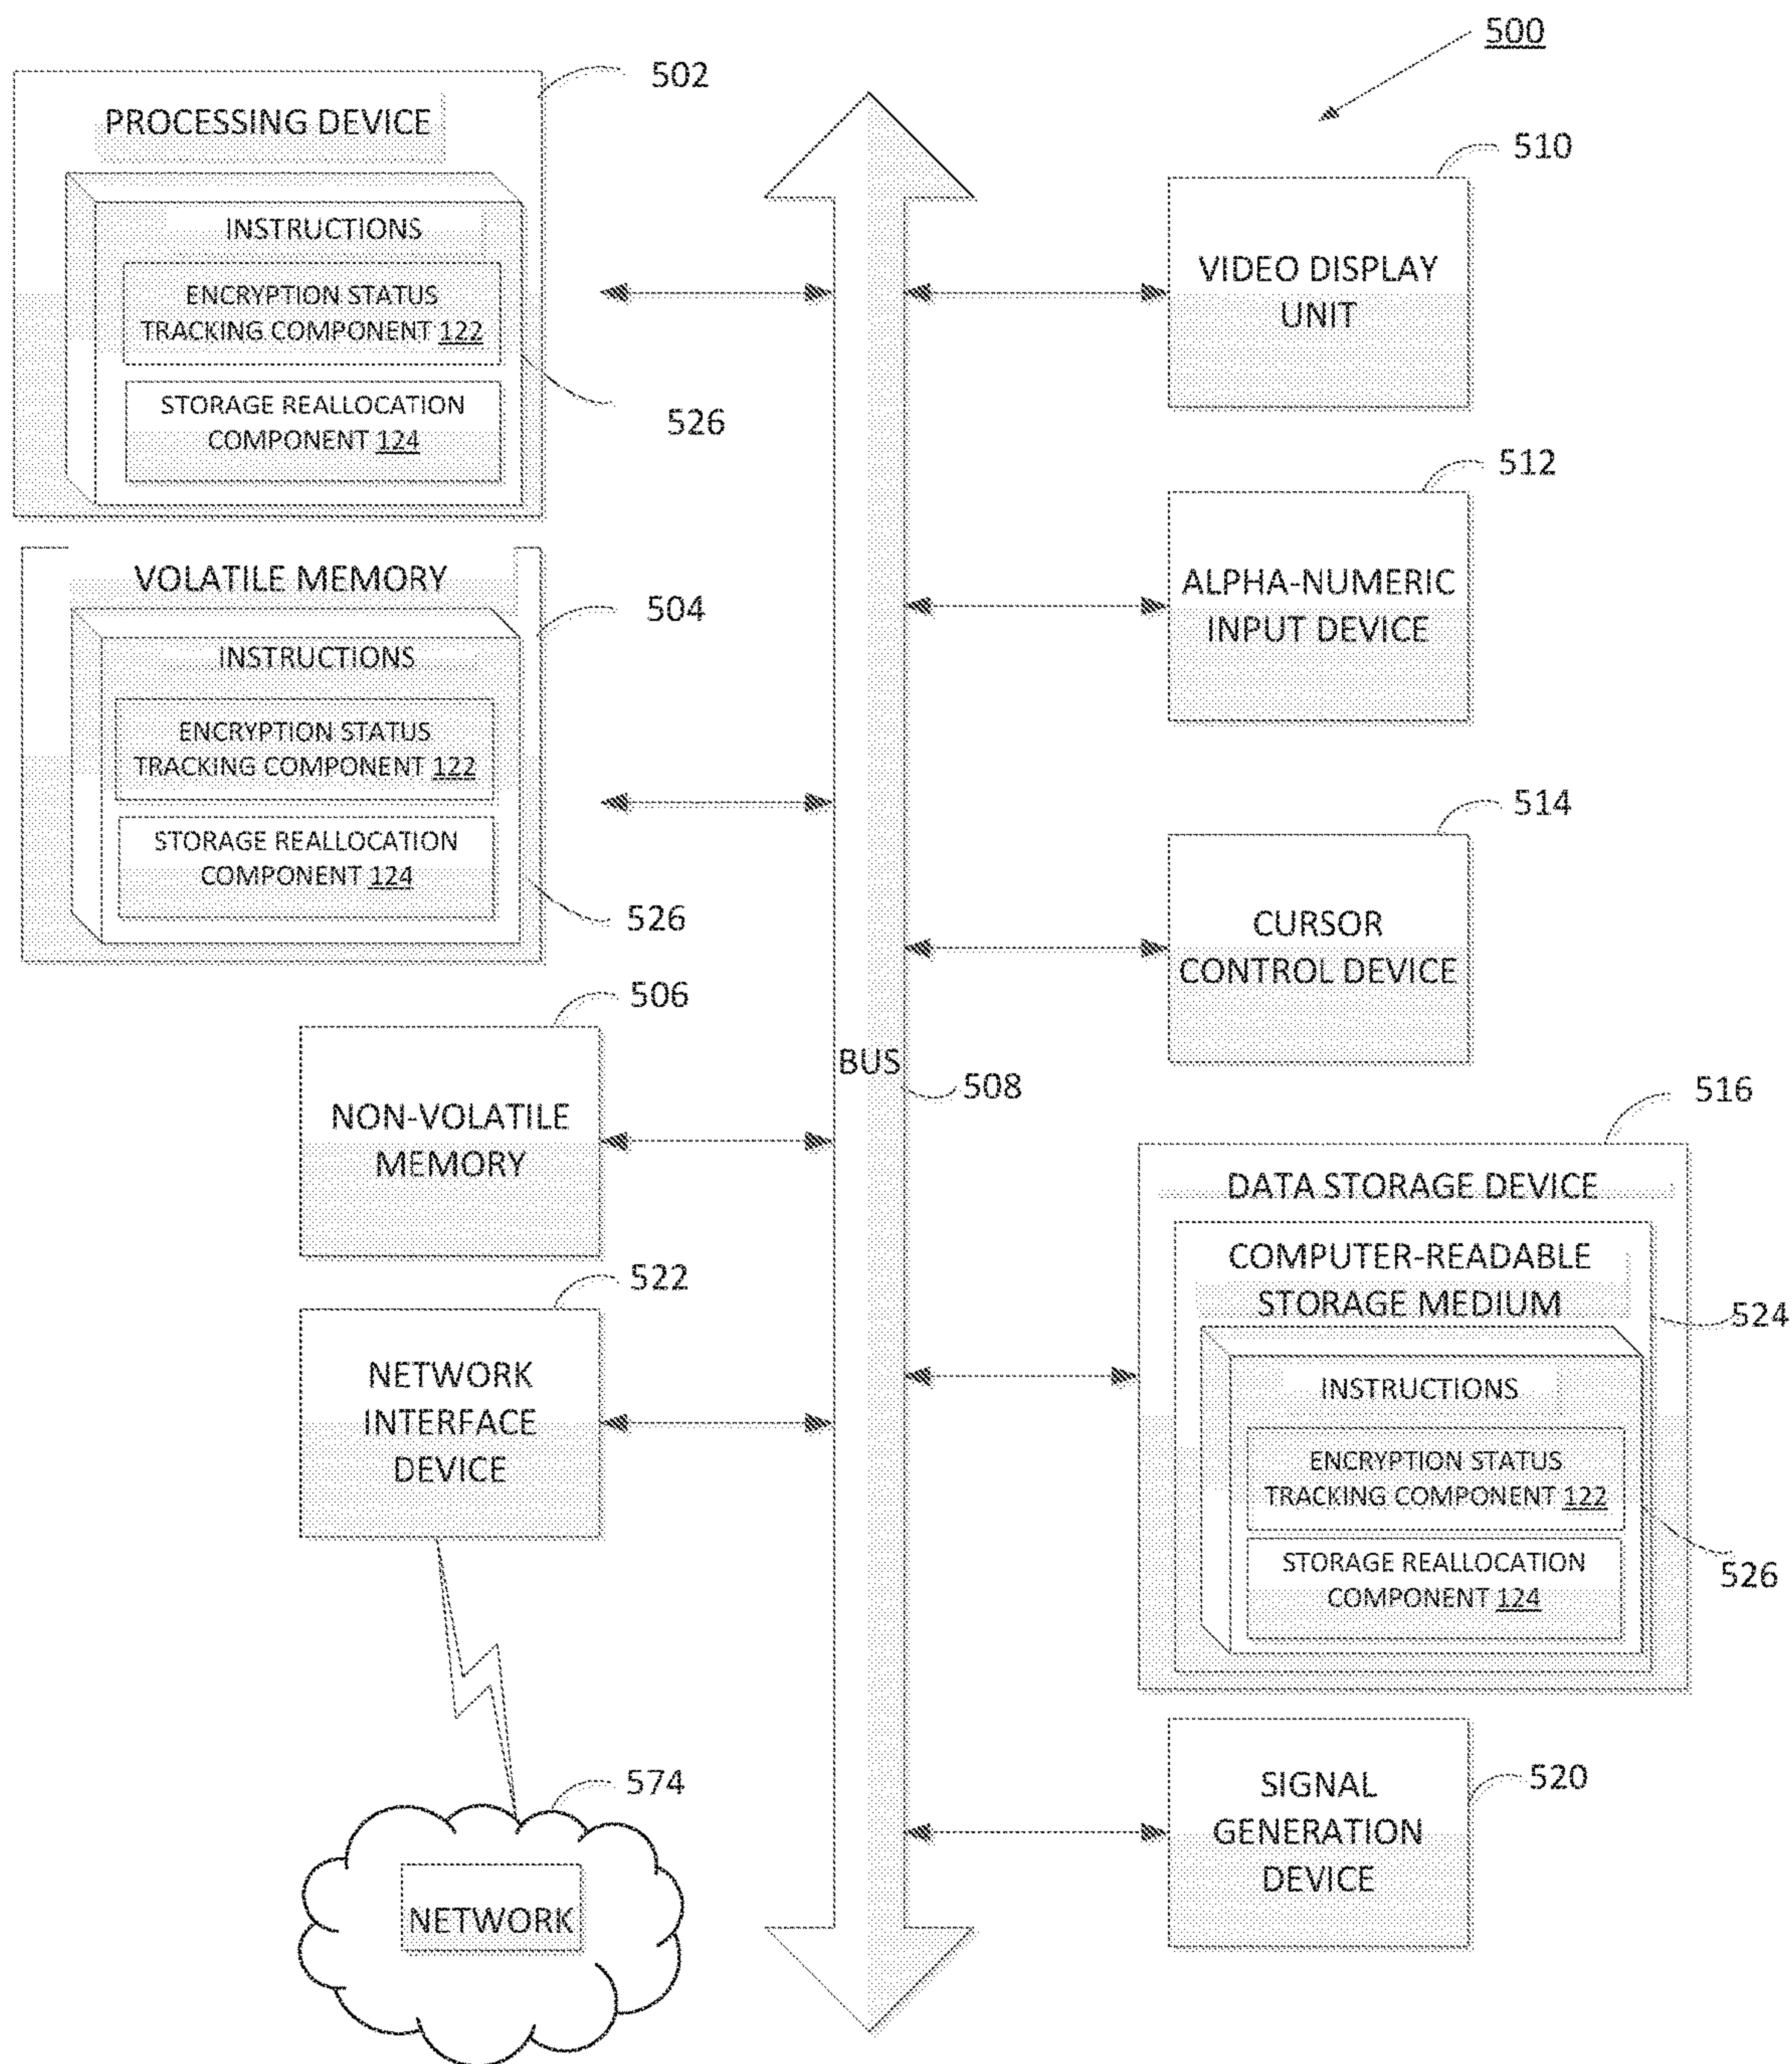 500
502
PROCESSING DEVICE
INSTRUCTIONS
ENCRYPTION STATUS
TRACKING COMPONENT 122
STORAGE REALLOCATION
COMPONENT 124
526
VOLATILE MEMORY
504
INSTRUCTIONS
ENCRYPTION STATUS
TRACKING COMPONENT 122
STORAGE REALLOCATION
COMPONENT 124
526
506
NON-VOLATILE
MEMORY
522
NETWORK
INTERFACE
DEVICE
574
NETWORK
BUS
508
510
VIDEO DISPLAY
UNIT
512
ALPHA-NUMERIC
INPUT DEVICE
514
CURSOR
CONTROL DEVICE
516
DATA STORAGE DEVICE
COMPUTER-READABLE
STORAGE MEDIUM
524
INSTRUCTIONS
ENCRYPTION STATUS
TRACKING COMPONENT 122
526
STORAGE REALLOCATION
COMPONENT 124
520
SIGNAL
GENERATION
DEVICE